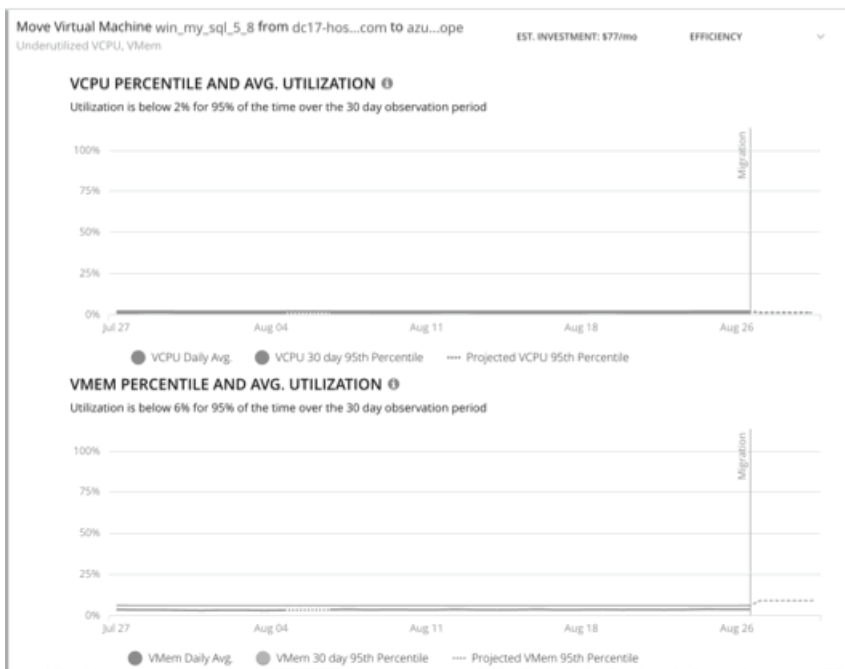 Move Virtual Machine win_my_sql_5_8 from dc17-hos...com to azu...ope
EST. INVESTMENT: $77/mo
EFFICIENCY
Underutilized VCPU, VMem
VCPU PERCENTILE AND AVG. UTILIZATION
Utilization is below 2% for 95% of the time over the 30 day observation period
100%
75%
50%
25%
0%
Migration
Jul 27
Aug 04
Aug 11
Aug 18
Aug 26
VCPU Daily Avg.
VCPU 30 day 95th Percentile
Projected VCPU 95th Percentile
VMEM PERCENTILE AND AVG. UTILIZATION
Utilization is below 6% for 95% of the time over the 30 day observation period
100%
75%
50%
25%
0%
Migration
Jul 27
Aug 04
Aug 11
Aug 18
Aug 26
VMem Daily Avg.
VMem 30 day 95th Percentile
Projected VMem 95th Percentile